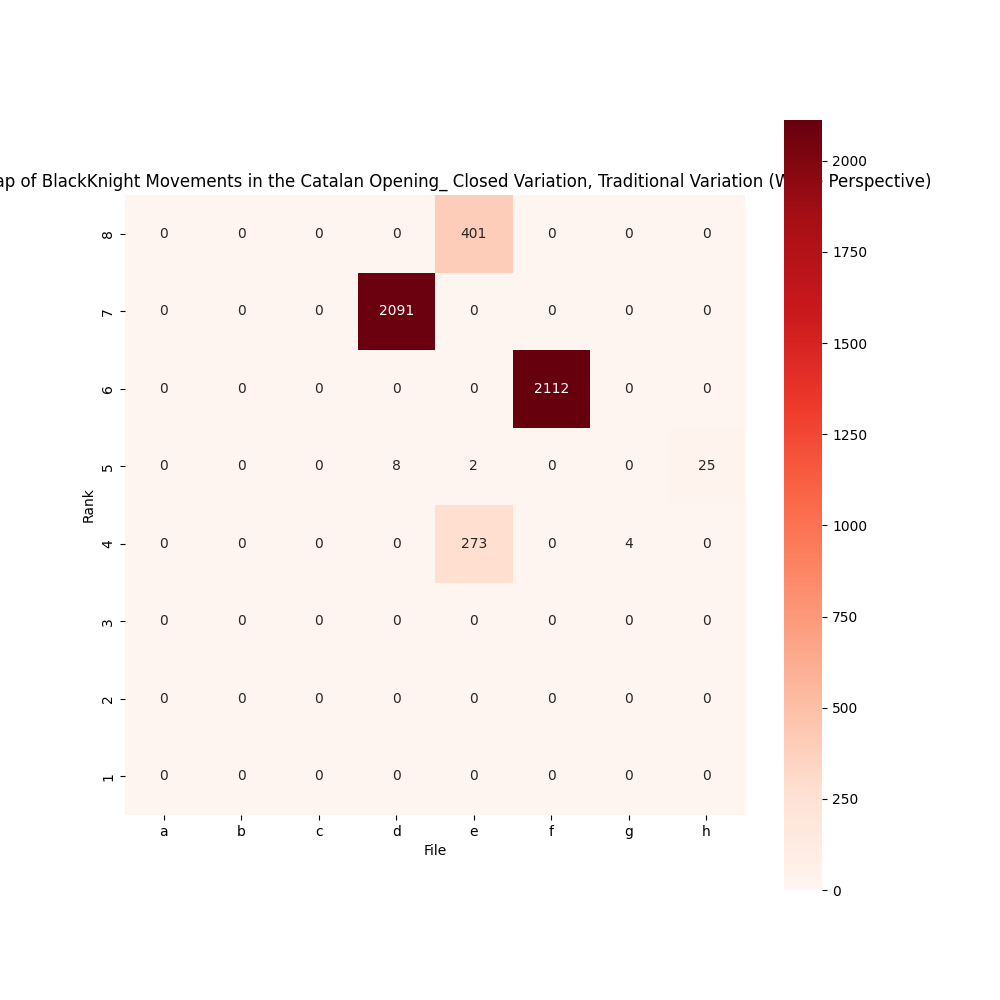 ap of BlackKnight Movements in the Catalan Opening_ Closed Variation, Traditional Variation (W Perspective)
8 0 0 0 0 401 0 0 0
7 0 0 0 2091 0 0 0 0
6 0 0 0 0 0 2112 0 0
5 0 0 0 8 2 0 0 25
Rank
4 0 0 0 0 273 0 4 0
3 0 0 0 0 0 0 0 0
2 0 0 0 0 0 0 0 0
1 0 0 0 0 0 0 0 0
a b c d e f g h
File
2000
1750
1500
1250
1000
750
500
250
0